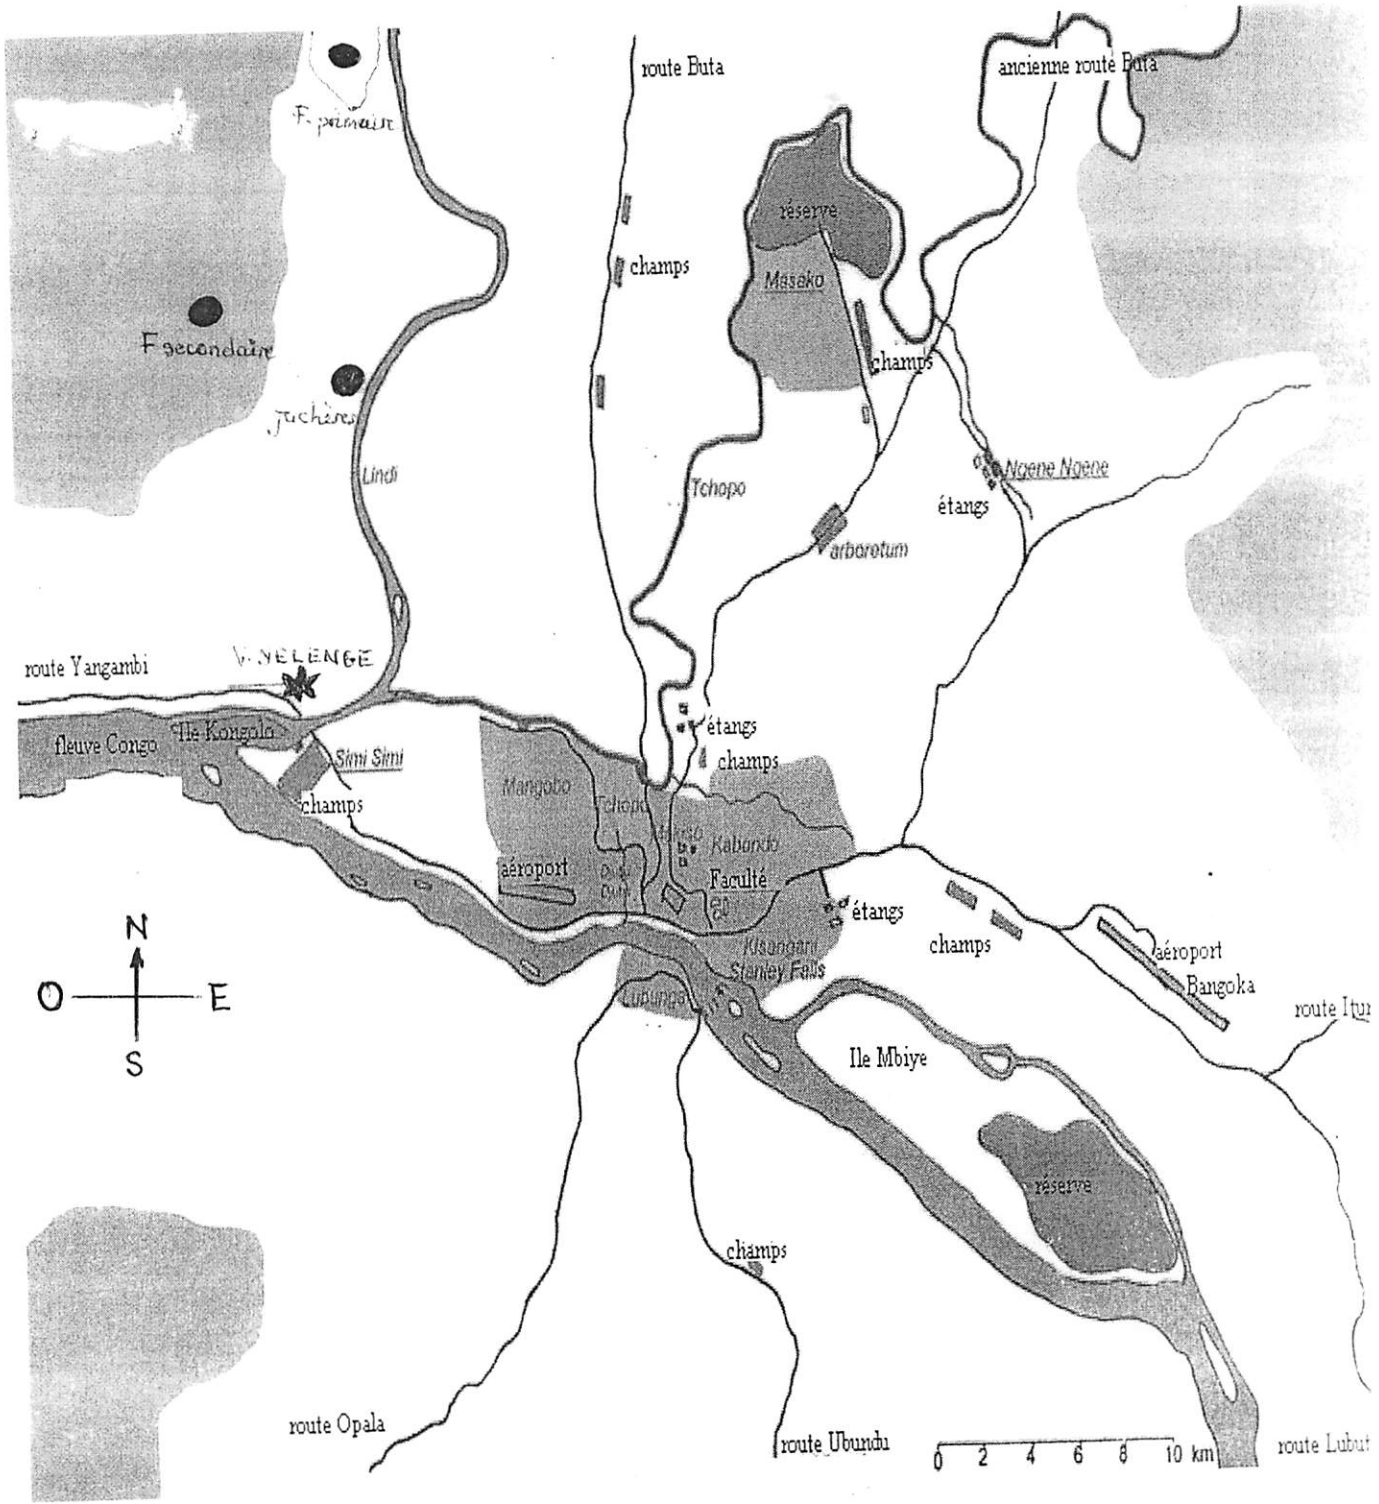 route Buta
ancienne route Buta
F. primaire
réserve
champs
Masako
F secondaire
champs
Jachères
Lindi
Tchopo
Ngene Ngene
étangs
arboretum
route Yangambi
V. YELENGE
étangs
fleuve Congo
Ile Kongolo
Simi Simi
champs
Mangobo
Tchopo
champs
Kabondo
aéroport
Faculté
étangs
champs
N
O
E
S
Kisangani
Stanley Falls
aéroport
Bangoka
Lubunga
route Itur
Ile Mbiye
réserve
champs
route Opala
route Ubundu
0 2 4 6 8 10 km
route Lubut